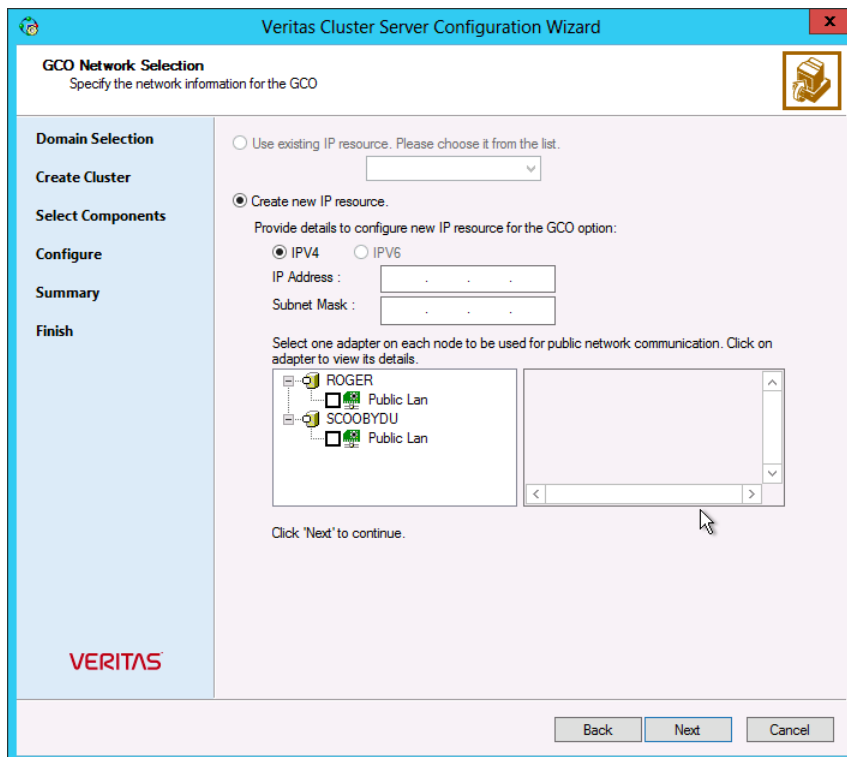 Veritas Cluster Server Configuration Wizard
x
GCO Network Selection
Specify the network information for the GCO
Domain Selection
Create Cluster
Select Components
Configure
Summary
Finish
Use existing IP resource. Please choose it from the list.
Create new IP resource.
Provide details to configure new IP resource for the GCO option:
IPV4 IPV6
IP Address :
Subnet Mask :
Select one adapter on each node to be used for public network communication. Click on
adapter to view its details.
ROGER
Public Lan
SCOOBYDU
Public Lan
Click 'Next' to continue.
VERITAS
Back Next Cancel